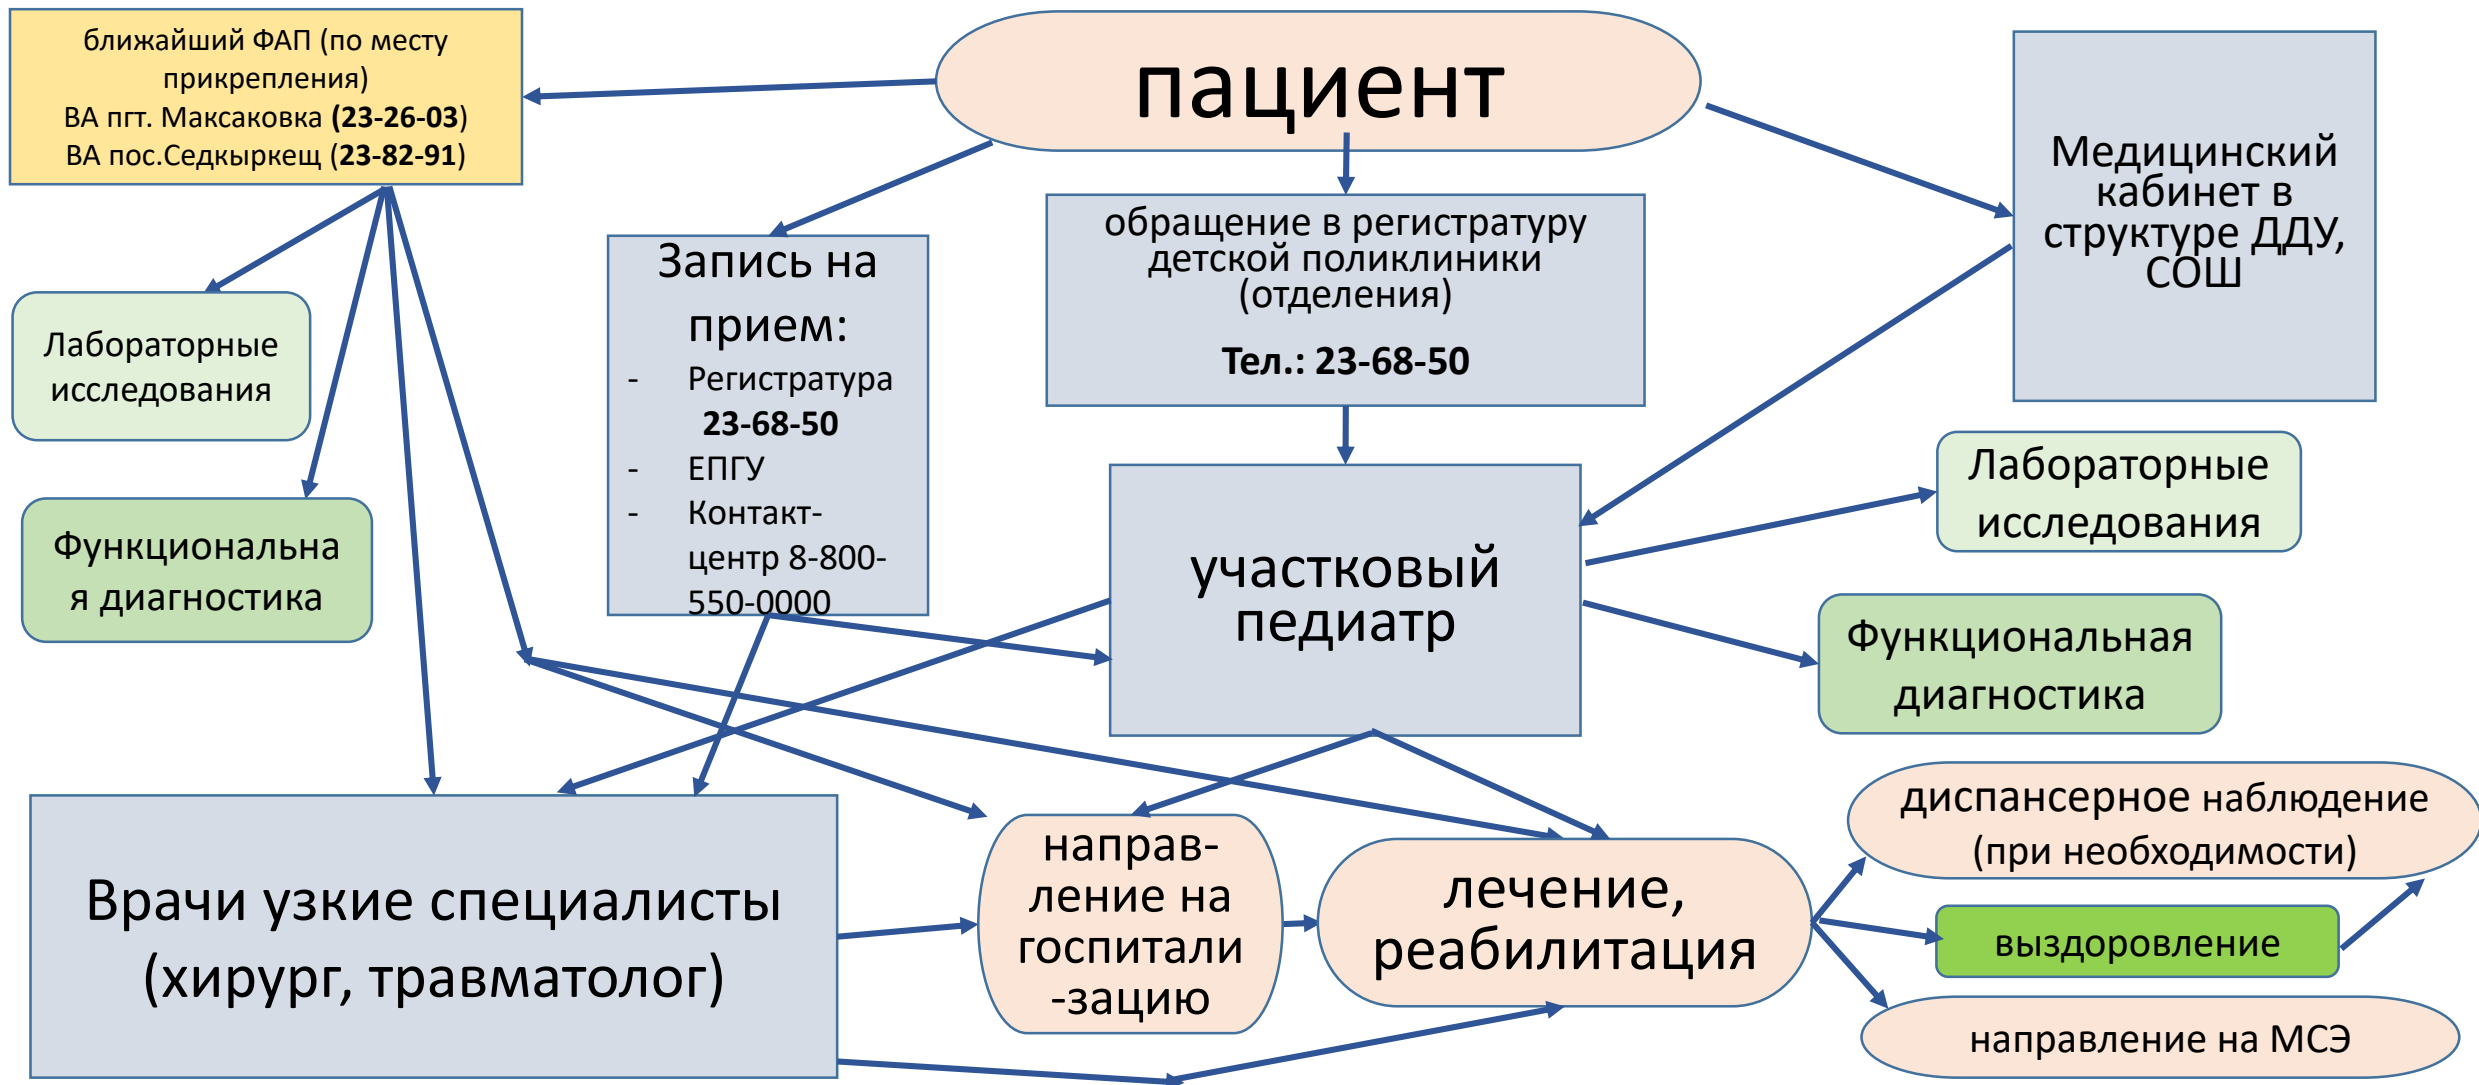 ближайший ФАП (по месту
прикрепления)
ВА пгт. Максаковка (23-26-03)
ВА пос.Седкыркещ (23-82-91)
пациент
Медицинский
кабинет в
структуре ДДУ,
СОШ
Запись на
прием:
- Регистратура
23-68-50
- ЕПГУ
- Контакт-
центр 8-800-
550-0000
обращение в регистратуру
детской поликлиники
(отделения)
Тел.: 23-68-50
Лабораторные
исследования
Функциональна
я диагностика
участковый
педиатр
Лабораторные
исследования
Функциональная
диагностика
Врачи узкие специалисты
(хирург, травматолог)
направ-
ление на
госпитали
-зацию
лечение,
реабилитация
диспансерное наблюдение
(при необходимости)
выздоровление
направление на МСЭ